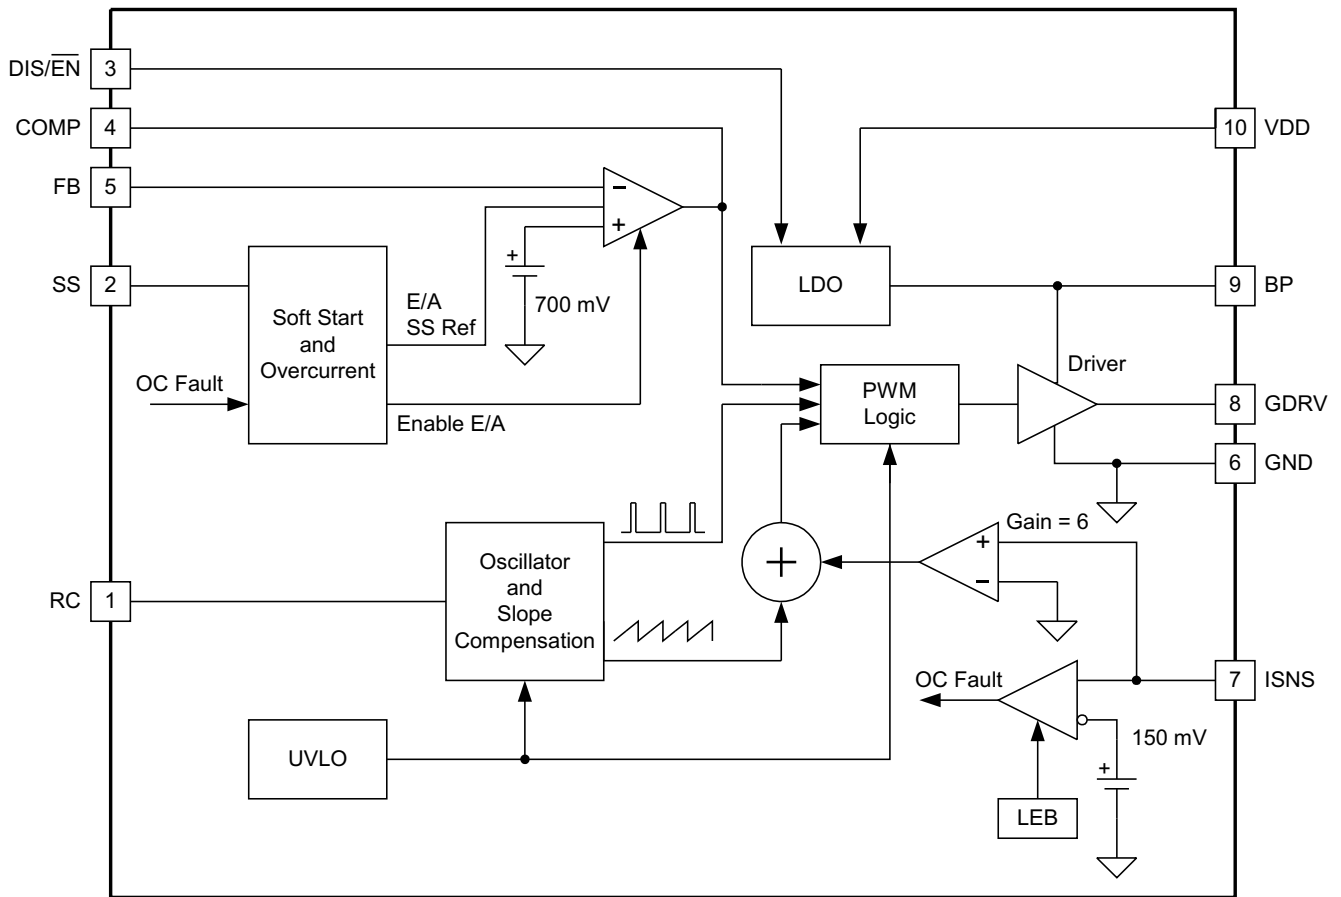 DIS/EN 3
COMP 4
10 VDD
FB 5
−
+
SS 2
+
700 mV
LDO
9 BP
Soft Start
and
Overcurrent
E/A
SS Ref
OC Fault
Enable E/A
PWM
Logic
Driver
8 GDRV
6 GND
Gain = 6
+
−
+
RC 1
Oscillator
and
Slope
Compensation
OC Fault
7 ISNS
150 mV
+
UVLO
LEB